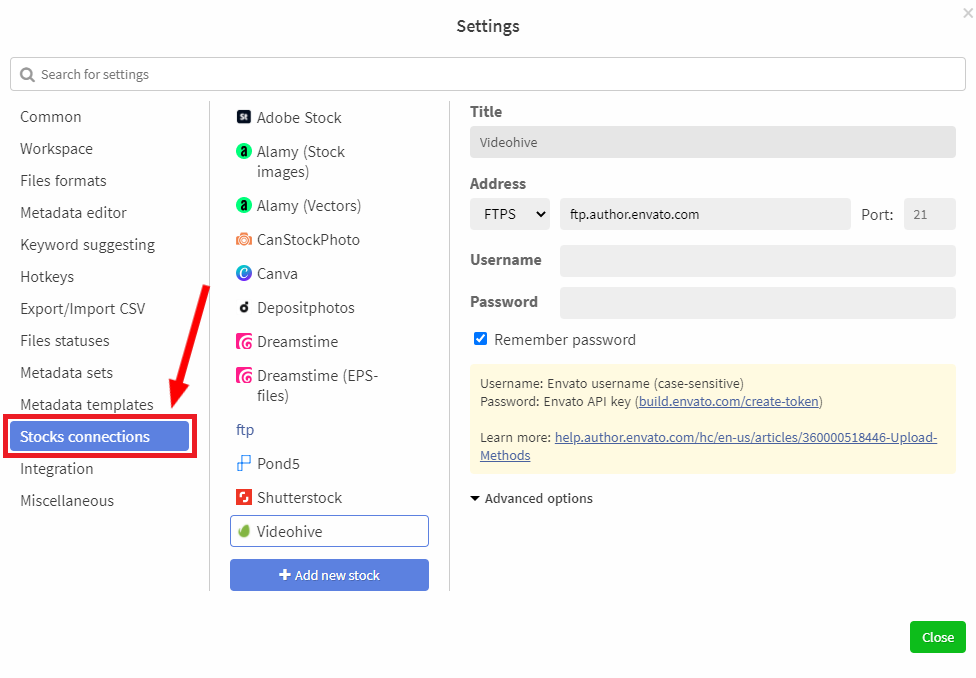 ×
Settings
Search for settings
Common
Workspace
Files formats
Metadata editor
Keyword suggesting
Hotkeys
Export/Import CSV
Files statuses
Metadata sets
Metadata templates
Stocks connections
Integration
Miscellaneous
St Adobe Stock
a Alamy (Stock
images)
a Alamy (Vectors)
CanStockPhoto
C Canva
d Depositphotos
Dreamstime
Dreamstime (EPS-
files)
ftp
Pond5
Shutterstock
Videohive
+ Add new stock
Title
Videohive
Address
FTPS ftp.author.envato.com Port: 21
Username
Password
Remember password
Username: Envato username (case-sensitive)
Password: Envato API key (build.envato.com/create-token)
Learn more: help.author.envato.com/hc/en-us/articles/360000518446-Upload-
Methods
Advanced options
Close